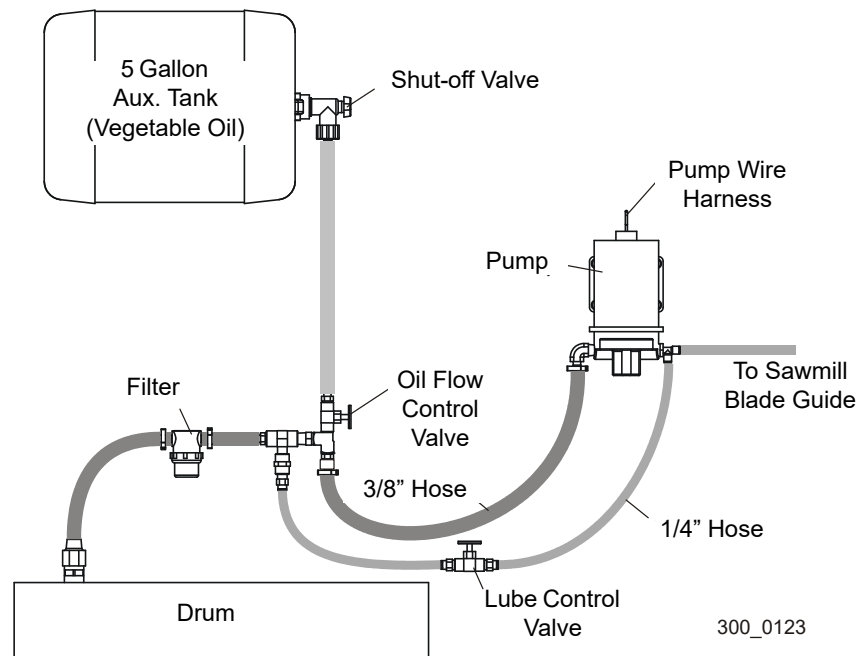 5 Gallon
Aux. Tank
(Vegetable Oil)
Shut-off Valve
Pump Wire
Harness
Pump
To Sawmill
Blade Guide
Filter
Oil Flow
Control
Valve
3/8” Hose
1/4” Hose
Drum
Lube Control
Valve
300_0123